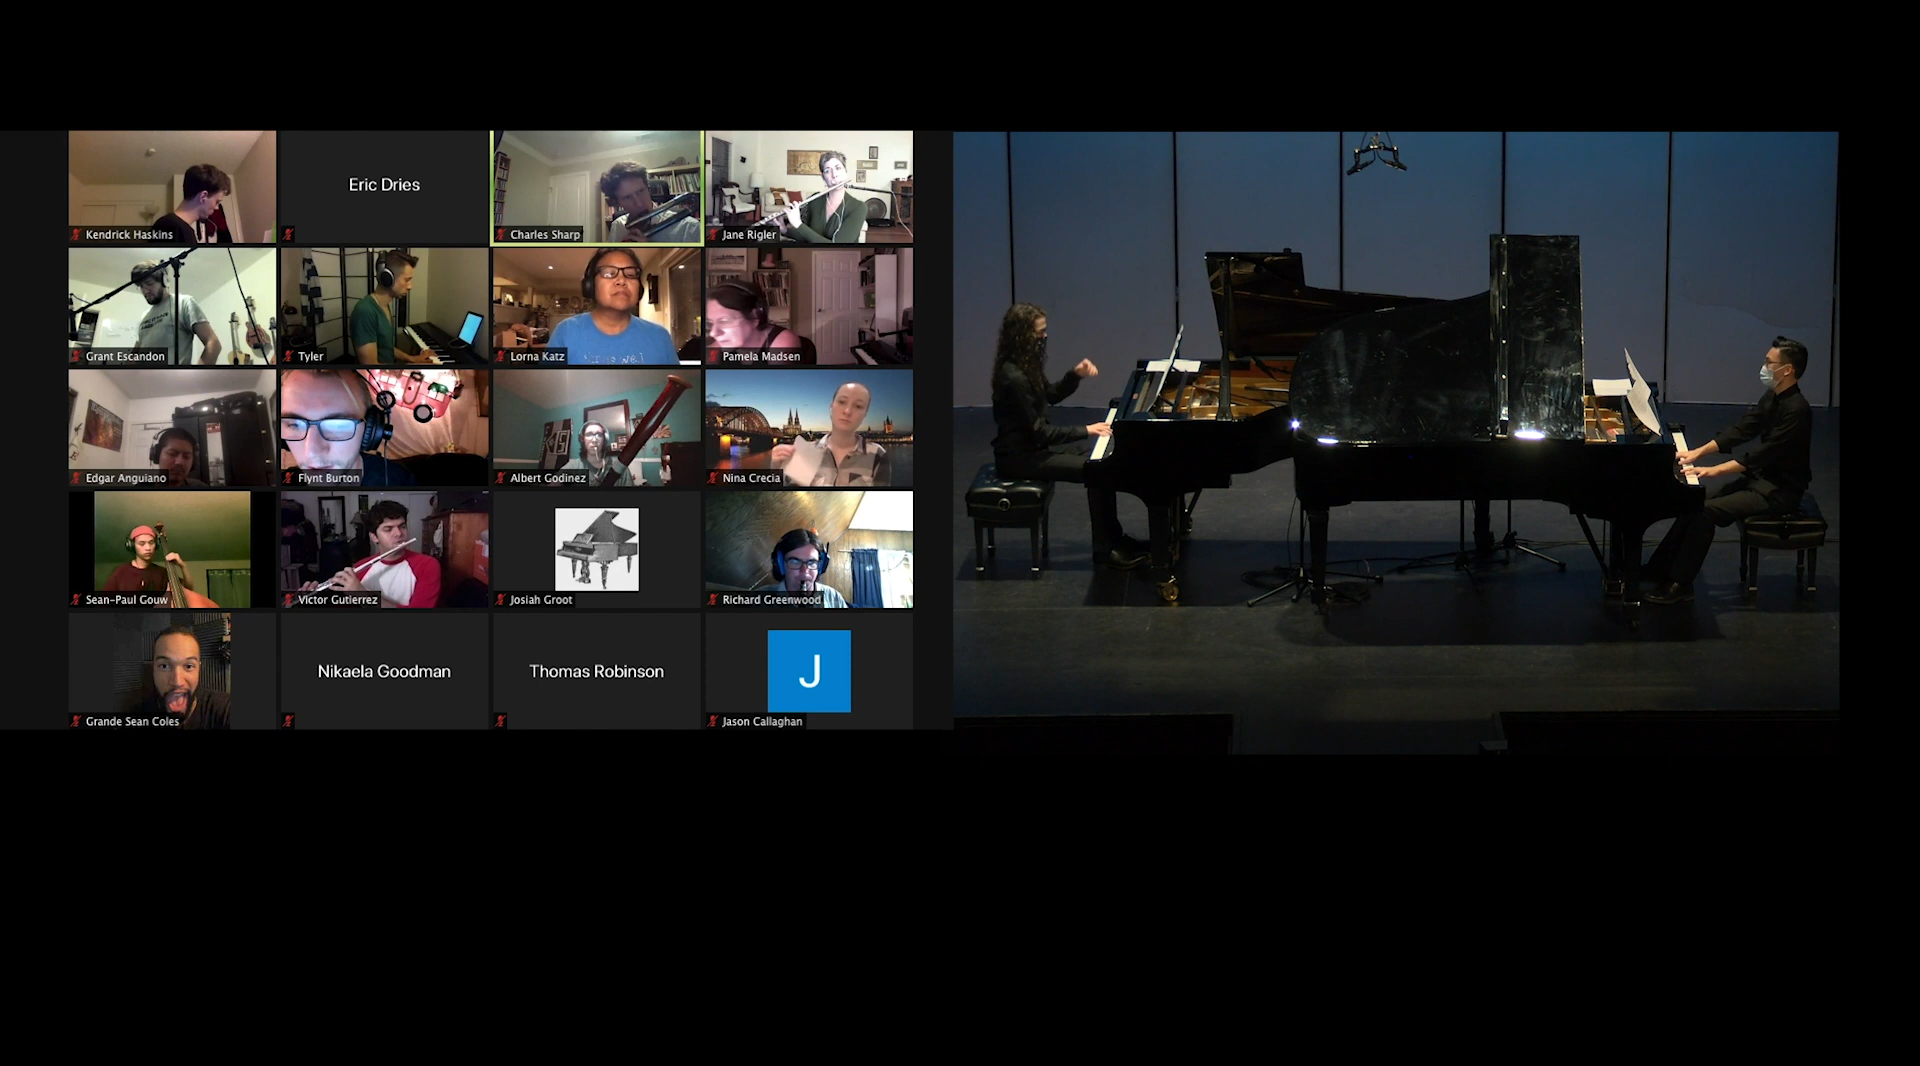 Kendrick Haskins
Eric Dries
Charles Sharp
Jane Rigler
Grant Escandon
Tyler
Lorna Katz
Pamela Madsen
Edgar Anguiano
Flynt Burton
Albert Godinez
Nina Crecia
Sean-Paul Gouw
Victor Gutierrez
Josiah Groot
Richard Greenwood
Grande Sean Coles
Nikaela Goodman
Thomas Robinson
J
Jason Callaghan